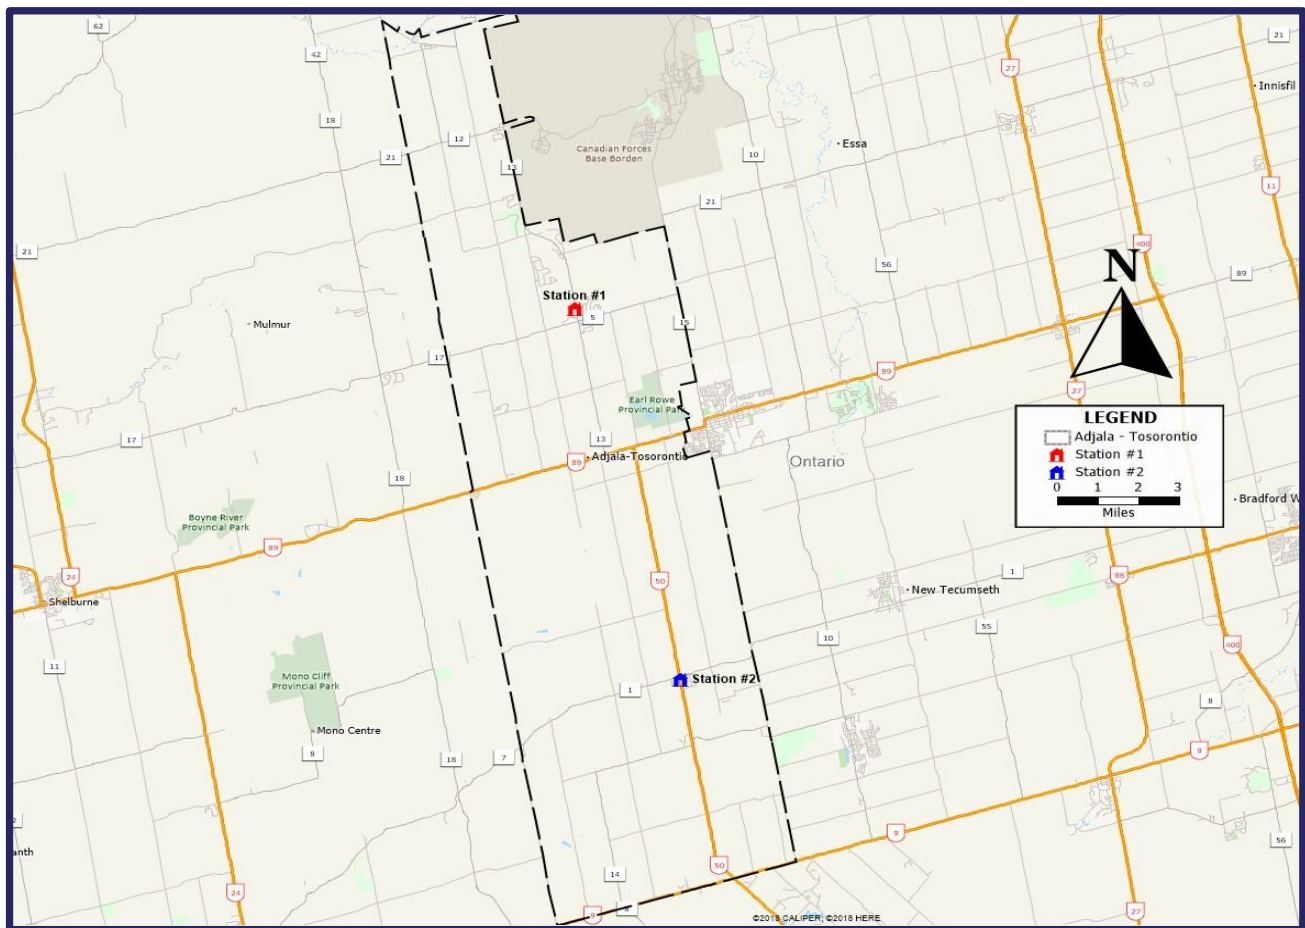 62
42
18
12
21
13
10
21
56
21
27
21
11
400
89
Canadian Forces
Base Borden
Essa
Innisfil
N
Station #1
5
15
17
Mulmur
Earl Rowe
Provincial Park
89
27
17
13
Adjala-Tosorontio
89
Ontario
18
LEGEND
Adjala - Tosorontio
Station #1
Station #2
0 1 2 3
Miles
Bradford W
Boyne River
Provincial Park
89
24
Shelburne
50
1
88
New Tecumseth
55
10
400
11
Mono Cliff
Provincial Park
1
Station #2
8
Mono Centre
8
18
7
9
9
2
anth
50
14
56
24
9
8
27
©2018 CALIPER; ©2018 HERE